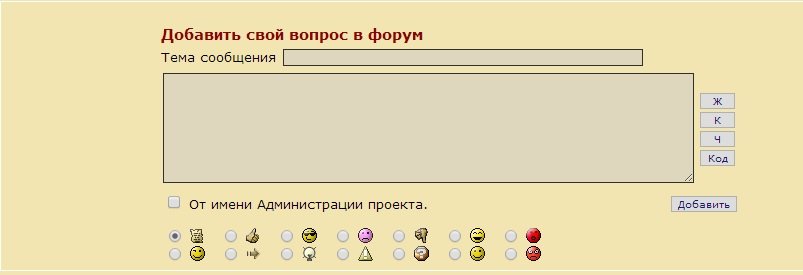 Добавить свой вопрос в форум
Тема сообщения
Ж
К
Ч
Код
От имени Администрации проекта.
Добавить